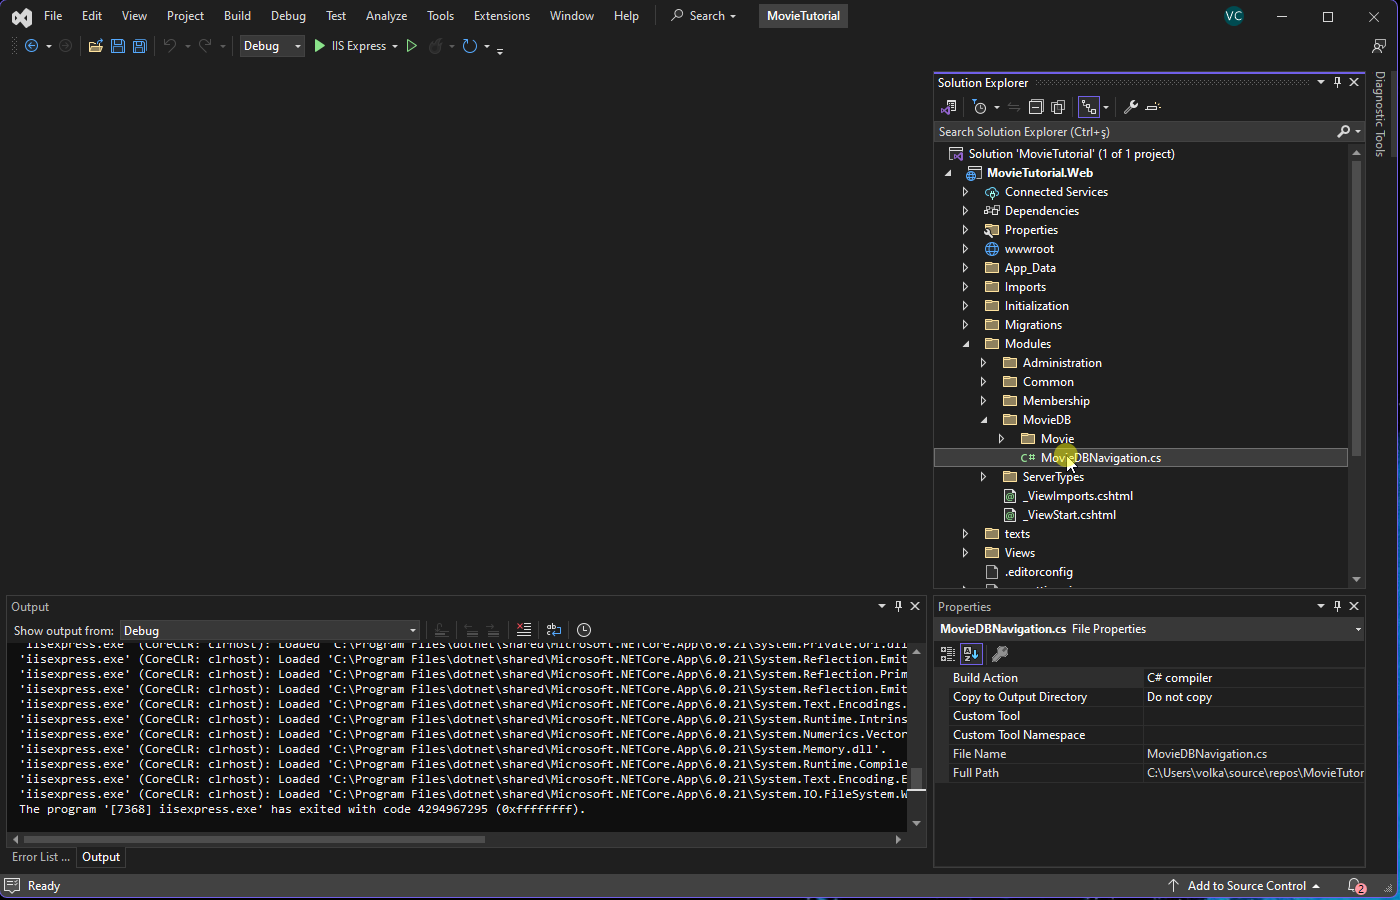 File Edit View Project Build Debug Test Analyze Tools Extensions Window Help Search MovieTutorial VC
Debug IIS Express
Diagnostic Tools
Solution Explorer
Search Solution Explorer (Ctrl+ş)
Solution 'MovieTutorial' (1 of 1 project)
MovieTutorial.Web
Connected Services
Dependencies
Properties
wwwroot
App_Data
Imports
Initialization
Migrations
Modules
Administration
Common
Membership
MovieDB
Movie
C# MovieDBNavigation.cs
ServerTypes
_ViewImports.cshtml
_ViewStart.cshtml
texts
Views
.editorconfig
Output
Show output from: Debug
'iisexpress.exe' (CoreCLR: clrhost): Loaded 'C:\Program Files\dotnet\shared\Microsoft.NETCore.App\6.0.21\System.Private.Uri.dll
'iisexpress.exe' (CoreCLR: clrhost): Loaded 'C:\Program Files\dotnet\shared\Microsoft.NETCore.App\6.0.21\System.Reflection.Emit
'iisexpress.exe' (CoreCLR: clrhost): Loaded 'C:\Program Files\dotnet\shared\Microsoft.NETCore.App\6.0.21\System.Reflection.Prim
'iisexpress.exe' (CoreCLR: clrhost): Loaded 'C:\Program Files\dotnet\shared\Microsoft.NETCore.App\6.0.21\System.Reflection.Emit
'iisexpress.exe' (CoreCLR: clrhost): Loaded 'C:\Program Files\dotnet\shared\Microsoft.NETCore.App\6.0.21\System.Text.Encodings.
'iisexpress.exe' (CoreCLR: clrhost): Loaded 'C:\Program Files\dotnet\shared\Microsoft.NETCore.App\6.0.21\System.Runtime.Intrins
'iisexpress.exe' (CoreCLR: clrhost): Loaded 'C:\Program Files\dotnet\shared\Microsoft.NETCore.App\6.0.21\System.Numerics.Vector
'iisexpress.exe' (CoreCLR: clrhost): Loaded 'C:\Program Files\dotnet\shared\Microsoft.NETCore.App\6.0.21\System.Memory.dll'.
'iisexpress.exe' (CoreCLR: clrhost): Loaded 'C:\Program Files\dotnet\shared\Microsoft.NETCore.App\6.0.21\System.Runtime.Compile
'iisexpress.exe' (CoreCLR: clrhost): Loaded 'C:\Program Files\dotnet\shared\Microsoft.NETCore.App\6.0.21\System.Text.Encoding.E
'iisexpress.exe' (CoreCLR: clrhost): Loaded 'C:\Program Files\dotnet\shared\Microsoft.NETCore.App\6.0.21\System.IO.FileSystem.W
The program '[7368] iisexpress.exe' has exited with code 4294967295 (0xffffffff).
Error List ... Output
Properties
MovieDBNavigation.cs File Properties
Build Action C# compiler
Copy to Output Directory Do not copy
Custom Tool
Custom Tool Namespace
File Name MovieDBNavigation.cs
Full Path C:\Users\volka\source\repos\MovieTutor
Ready Add to Source Control 2